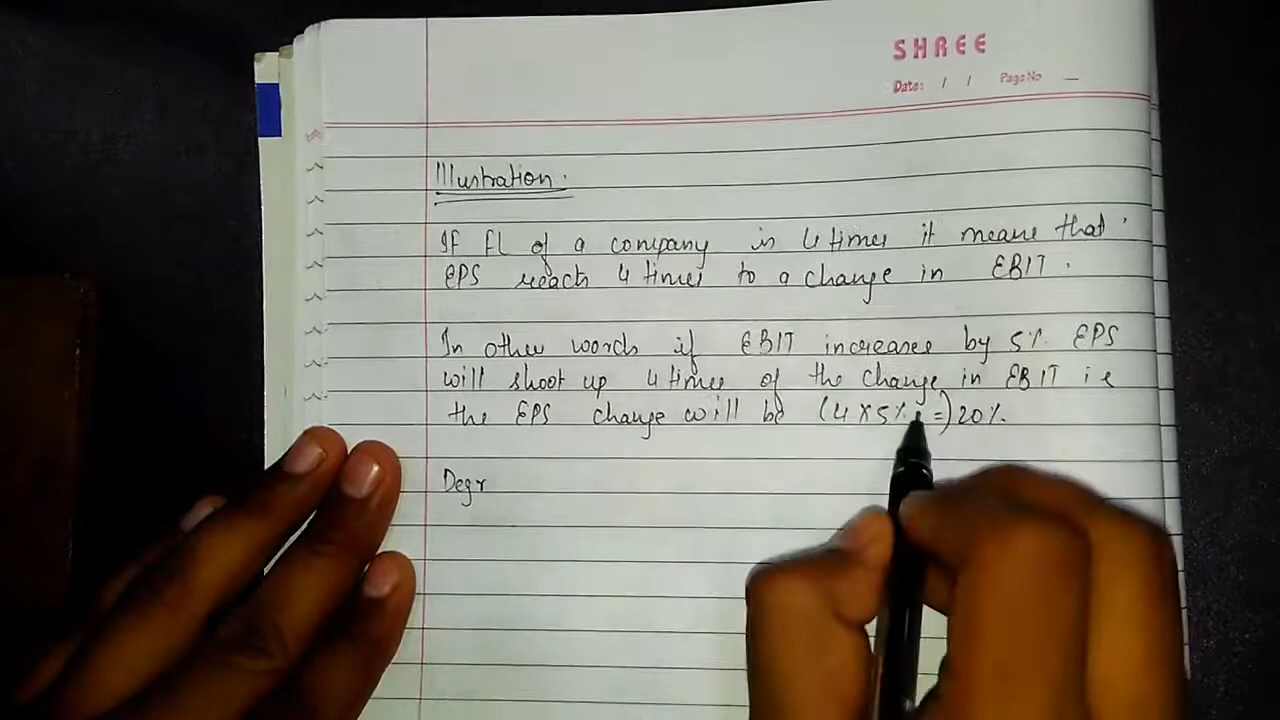 SHREE
Date: / / Page No
Illustration.
If FL of a company is 4 times it means that
EPS reacts 4 times to a change in EBIT.
In other words if EBIT increases by 5% EPS
will shoot up 4 times of the change in EBIT ie
the EPS change will be (4 X 5% =) 20%.
Degr